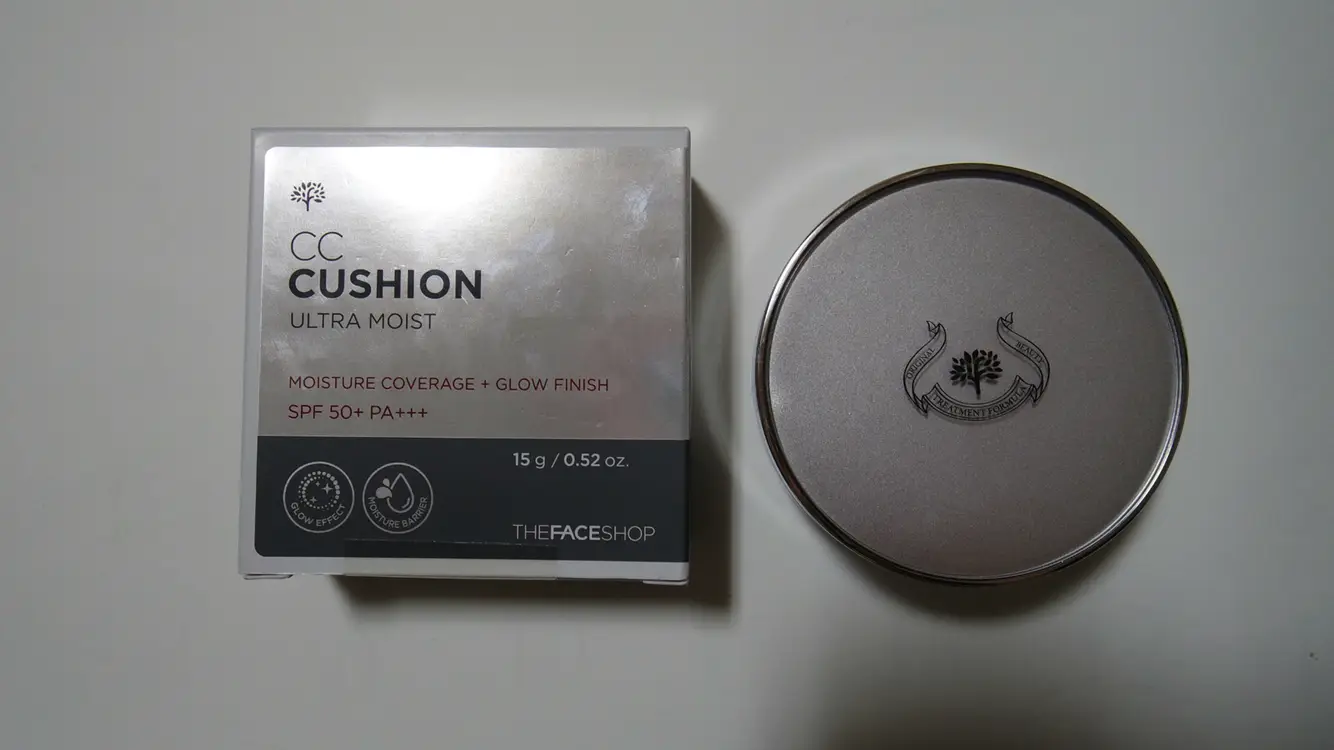 CC
CUSHION
ULTRA MOIST
MOISTURE COVERAGE + GLOW FINISH
SPF 50+ PA+++
15 g / 0.52 oz.
GLOW EFFECT
MOISTURE BARRIER
THEFACESHOP
ORIGINAL
BEAUTY
TREATMENT FORMULA